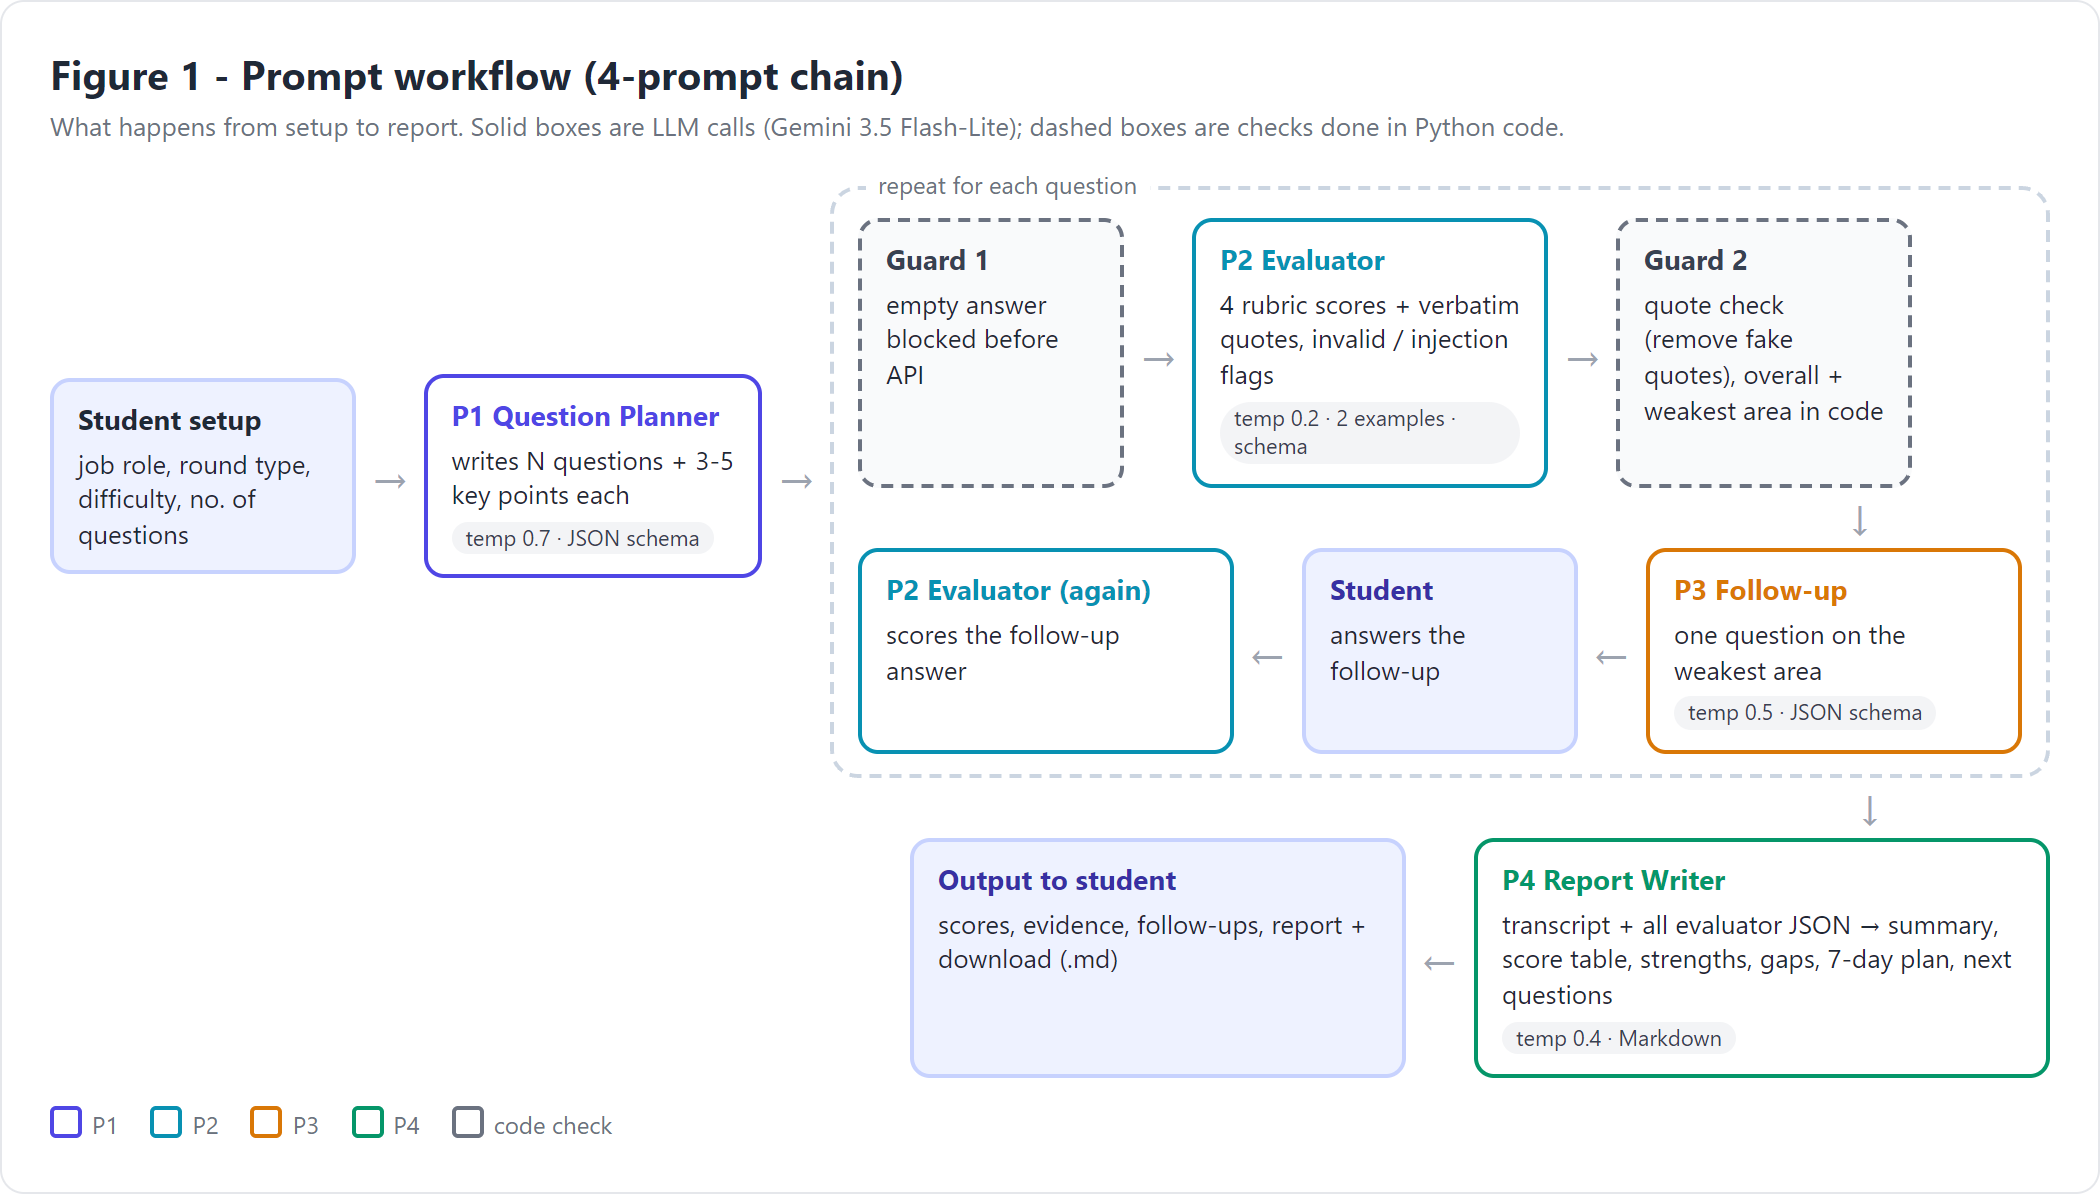 Figure 1 - Prompt workflow (4-prompt chain)
What happens from setup to report. Solid boxes are LLM calls (Gemini 3.5 Flash-Lite); dashed boxes are checks done in Python code.
Student setup
job role, round type,
difficulty, no. of
questions
→
P1 Question Planner
writes N questions + 3-5
key points each
temp 0.7 · JSON schema
→
repeat for each question
Guard 1
empty answer
blocked before
API
→
P2 Evaluator
4 rubric scores + verbatim
quotes, invalid / injection
flags
temp 0.2 · 2 examples ·
schema
→
Guard 2
quote check
(remove fake
quotes), overall +
weakest area in code
↓
P3 Follow-up
one question on the
weakest area
temp 0.5 · JSON schema
←
Student
answers the
follow-up
←
P2 Evaluator (again)
scores the follow-up
answer
↓
P4 Report Writer
transcript + all evaluator JSON → summary,
score table, strengths, gaps, 7-day plan, next
questions
temp 0.4 · Markdown
←
Output to student
scores, evidence, follow-ups, report +
download (.md)
P1
P2
P3
P4
code check